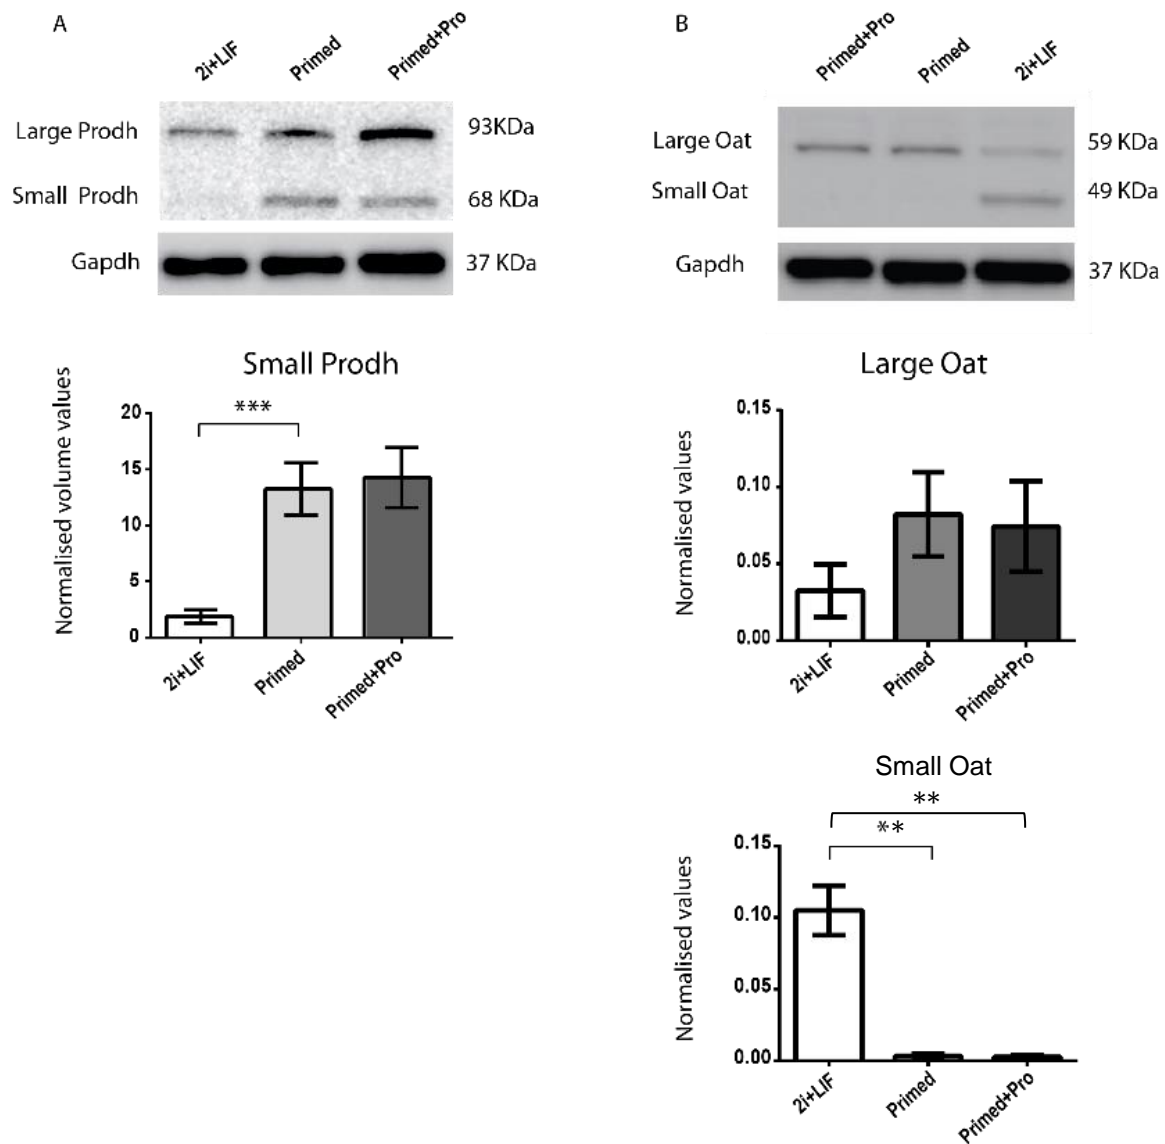 A
2i+LIF
Primed
Primed+Pro
Large Prodh
93KDa
Small Prodh
68 KDa
Gapdh
37 KDa
Small Prodh
Normalised volume values
***
20
15
10
5
0
2i+LIF
Primed
Primed+Pro
B
Primed+Pro
Primed
2i+LIF
Large Oat
59 KDa
Small Oat
49 KDa
Gapdh
37 KDa
Large Oat
Normalised values
0.15
0.10
0.05
0.00
2i+LIF
Primed
Primed+Pro
Small Oat
**
**
Normalised values
0.15
0.10
0.05
0.00
2i+LIF
Primed
Primed+Pro